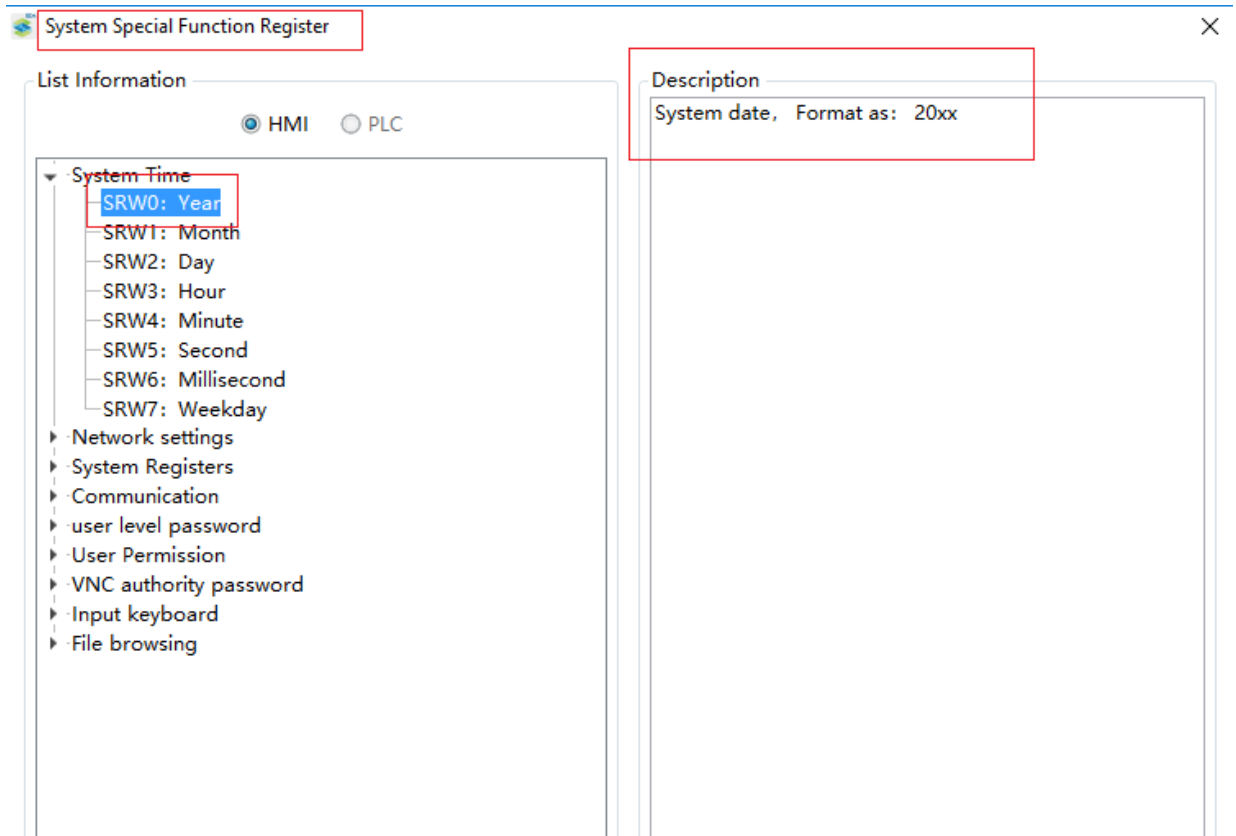 System Special Function Register
List Information
HMI PLC
System Time
SRW0: Year
SRW1: Month
SRW2: Day
SRW3: Hour
SRW4: Minute
SRW5: Second
SRW6: Millisecond
SRW7: Weekday
Network settings
System Registers
Communication
user level password
User Permission
VNC authority password
Input keyboard
File browsing
Description
System date, Format as: 20xx